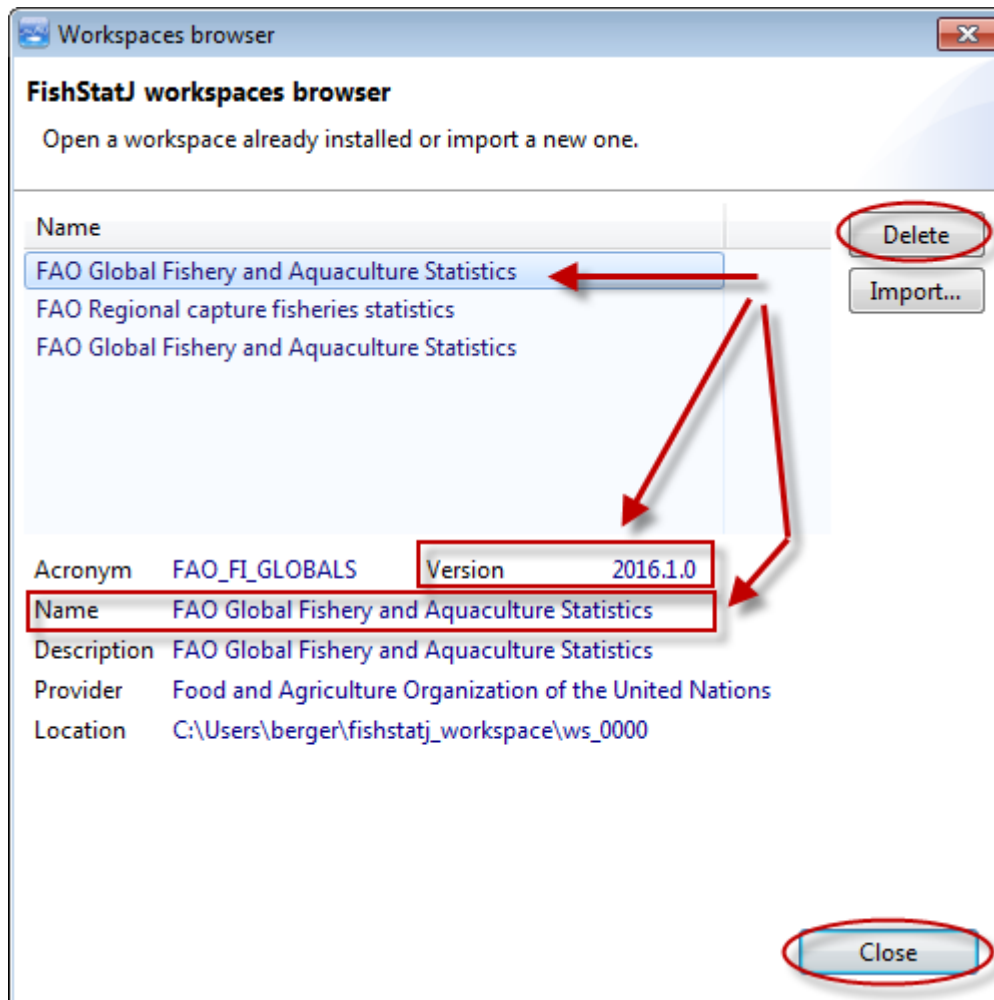 Workspaces browser
FishStatJ workspaces browser
Open a workspace already installed or import a new one.
Name
Delete
FAO Global Fishery and Aquaculture Statistics
Import...
FAO Regional capture fisheries statistics
FAO Global Fishery and Aquaculture Statistics
Acronym FAO_FI_GLOBALS Version 2016.1.0
Name FAO Global Fishery and Aquaculture Statistics
Description FAO Global Fishery and Aquaculture Statistics
Provider Food and Agriculture Organization of the United Nations
Location C:\Users\berger\fishstatj_workspace\ws_0000
Close